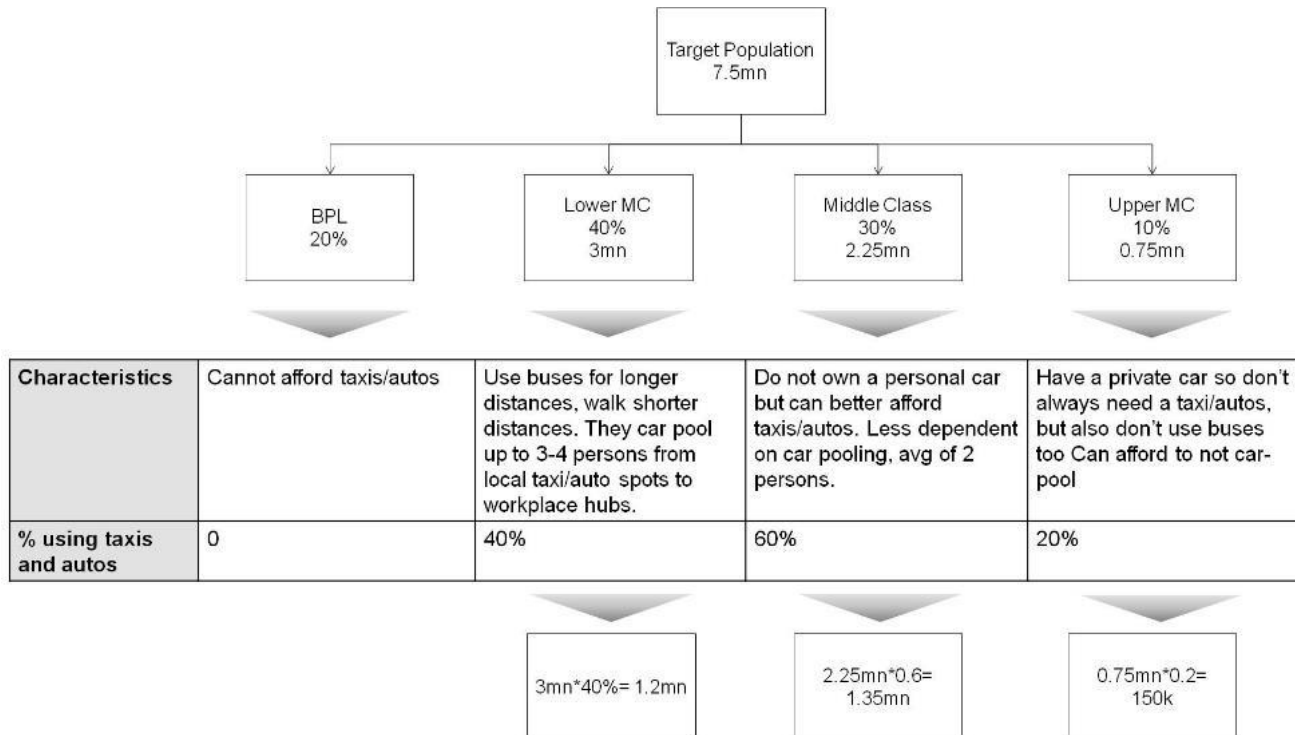 Target Population
7.5mn
BPL
20%
Lower MC
40%
3mn
Middle Class
30%
2.25mn
Upper MC
10%
0.75mn
Characteristics
Cannot afford taxis/autos
Use buses for longer
distances, walk shorter
distances. They car pool
up to 3-4 persons from
local taxi/auto spots to
workplace hubs.
Do not own a personal car
but can better afford
taxis/autos. Less dependent
on car pooling, avg of 2
persons.
Have a private car so don't
always need a taxi/autos,
but also don't use buses
too Can afford to not car-
pool
% using taxis
and autos
0
40%
60%
20%
3mn*40%= 1.2mn
2.25mn*0.6=
1.35mn
0.75mn*0.2=
150k